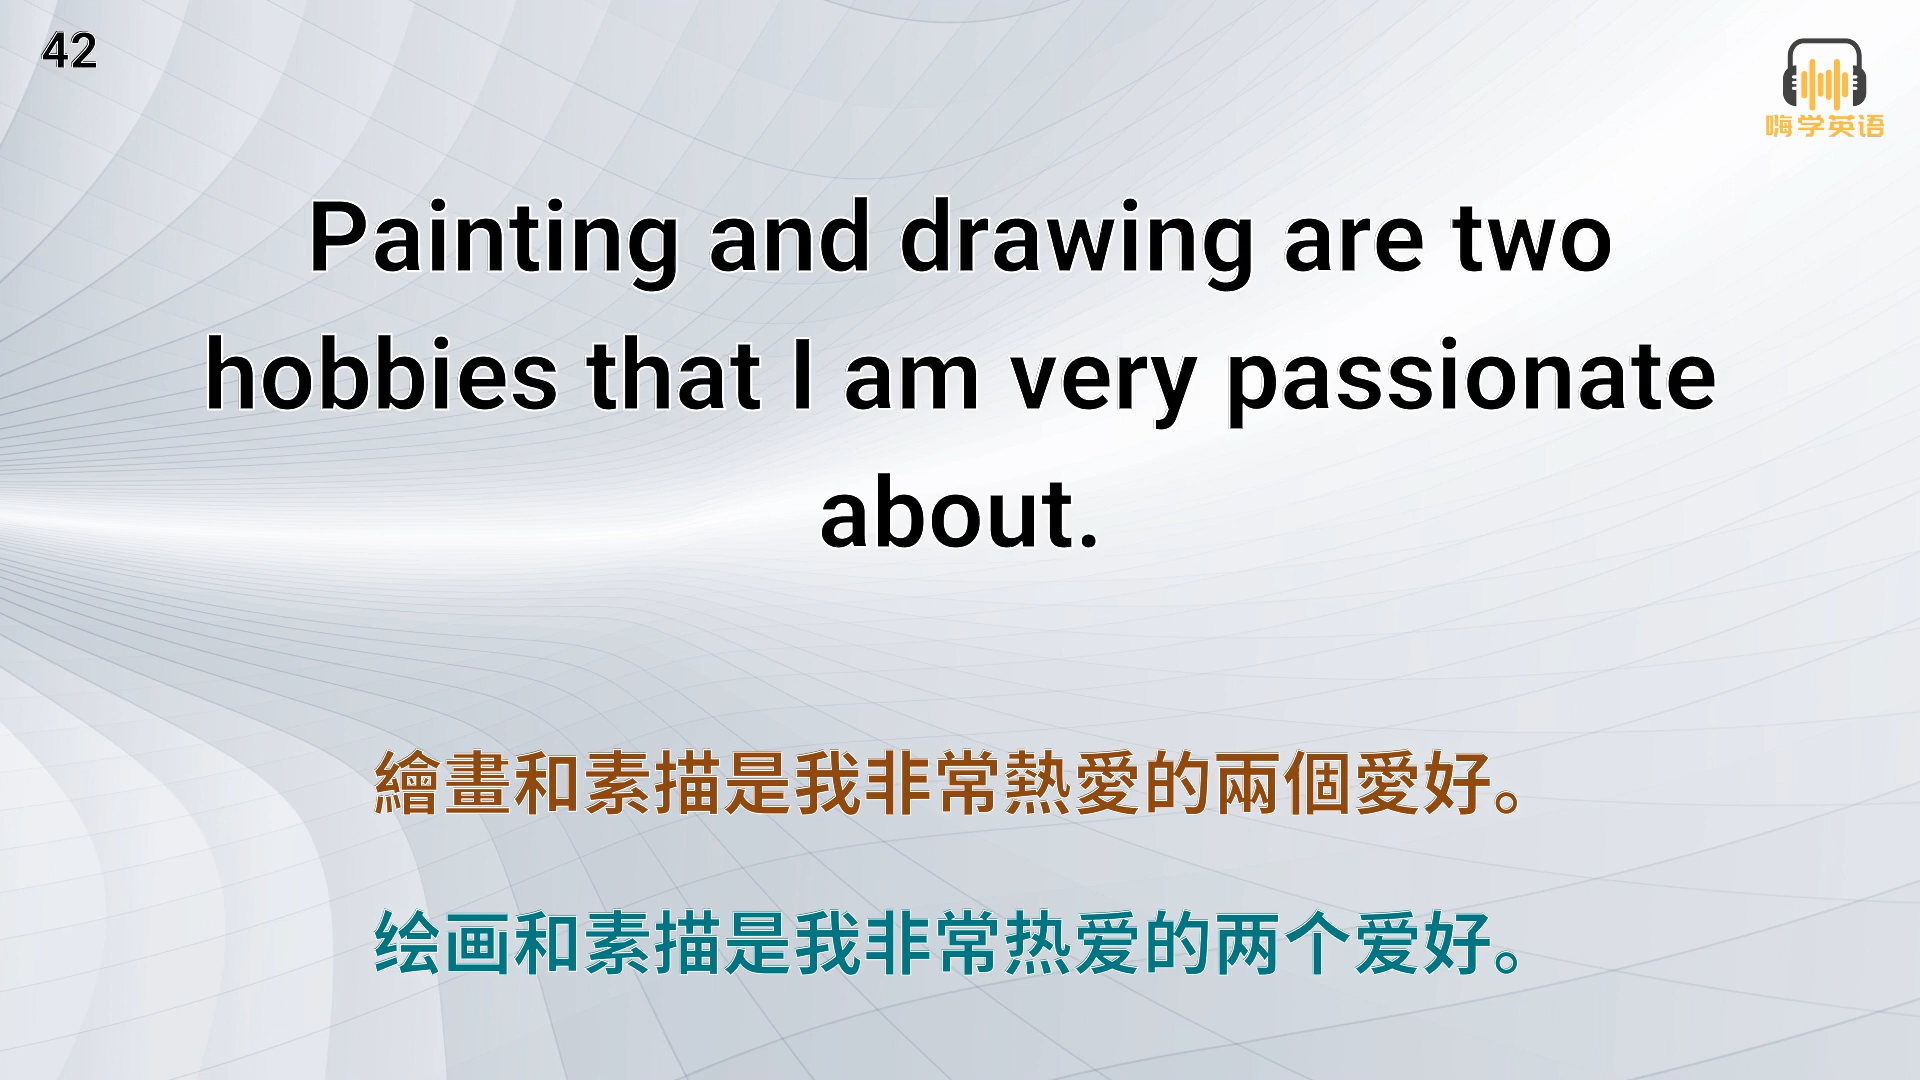 42
嗨学英语
Painting and drawing are two
hobbies that I am very passionate
about.
繪畫和素描是我非常熱愛的兩個愛好。
绘画和素描是我非常热爱的两个爱好。